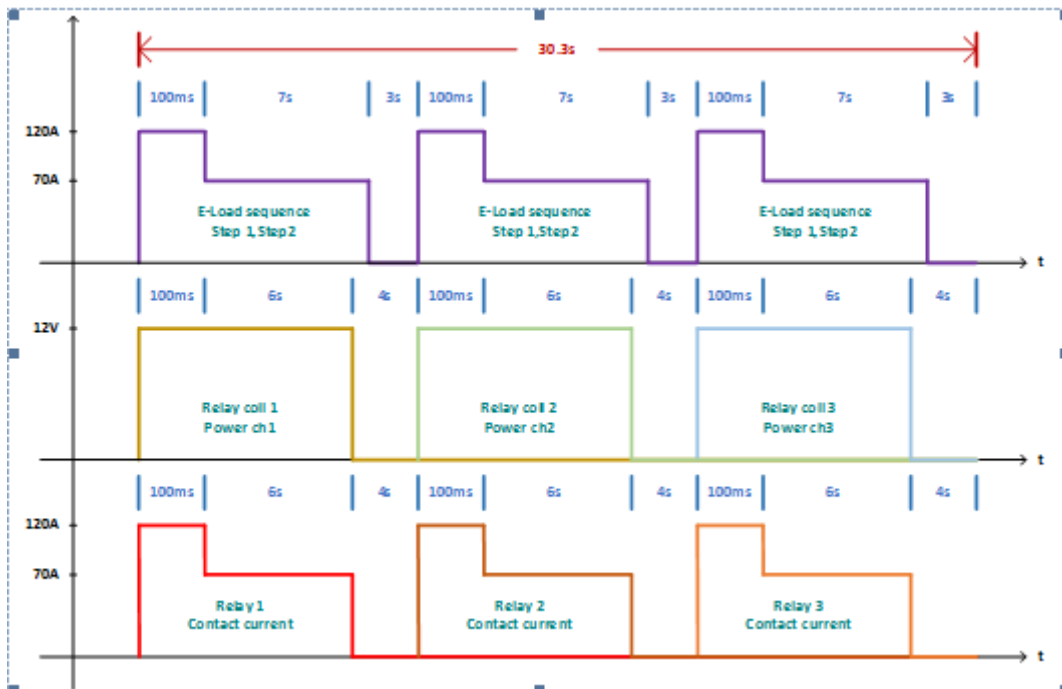 30.3s
100ms 7s 3s 100ms 7s 3s 100ms 7s 3s
120A
70A
E-Load sequence
Step 1,Step2
E-Load sequence
Step 1,Step2
E-Load sequence
Step 1,Step2
t
100ms 6s 4s 100ms 6s 4s 100ms 6s 4s
12V
Relay coil 1
Power ch1
Relay coil 2
Power ch2
Relay coil 3
Power ch3
t
100ms 6s 4s 100ms 6s 4s 100ms 6s 4s
120A
70A
Relay 1
Contact current
Relay 2
Contact current
Relay 3
Contact current
t